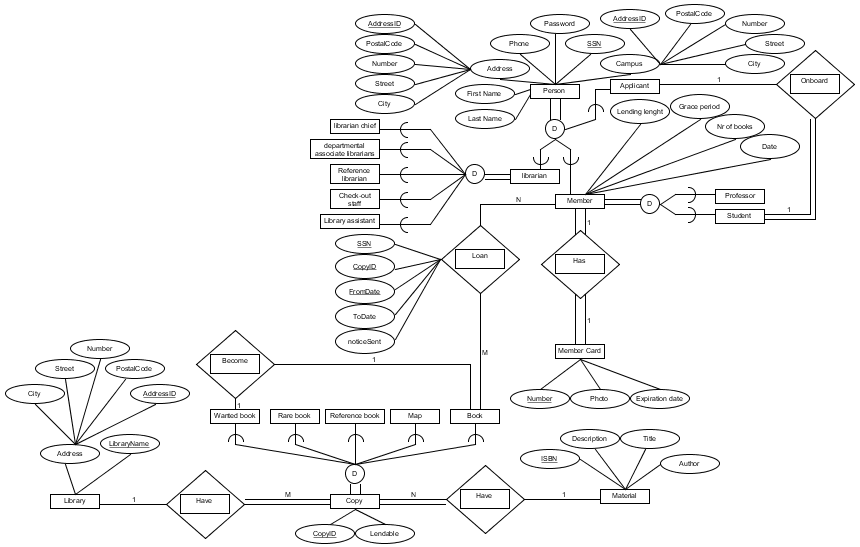 AddressID
PostalCode
Number
Street
City
Address
Phone
Password
SSN
First Name
Last Name
Person
Campus
AddressID
PostalCode
Number
Street
City
Applicant
1
Onboard
D
librarian chief
departmental
associate librarians
Reference
librarian
Check-out
staff
Library assistant
D
librarian
Lending lenght
Grace period
Nr of books
Date
Member
D
Professor
Student
1
N
1
SSN
CopyID
FromDate
ToDate
noticeSent
Loan
Has
M
1
Member Card
Number
Photo
Expiration date
Become
1
1
Wanted book
Rare book
Reference book
Map
Book
D
Number
Street
PostalCode
City
AddressID
Address
LibraryName
Library
1
Have
M
Copy
N
Have
1
Material
CopyID
Lendable
ISBN
Description
Title
Author